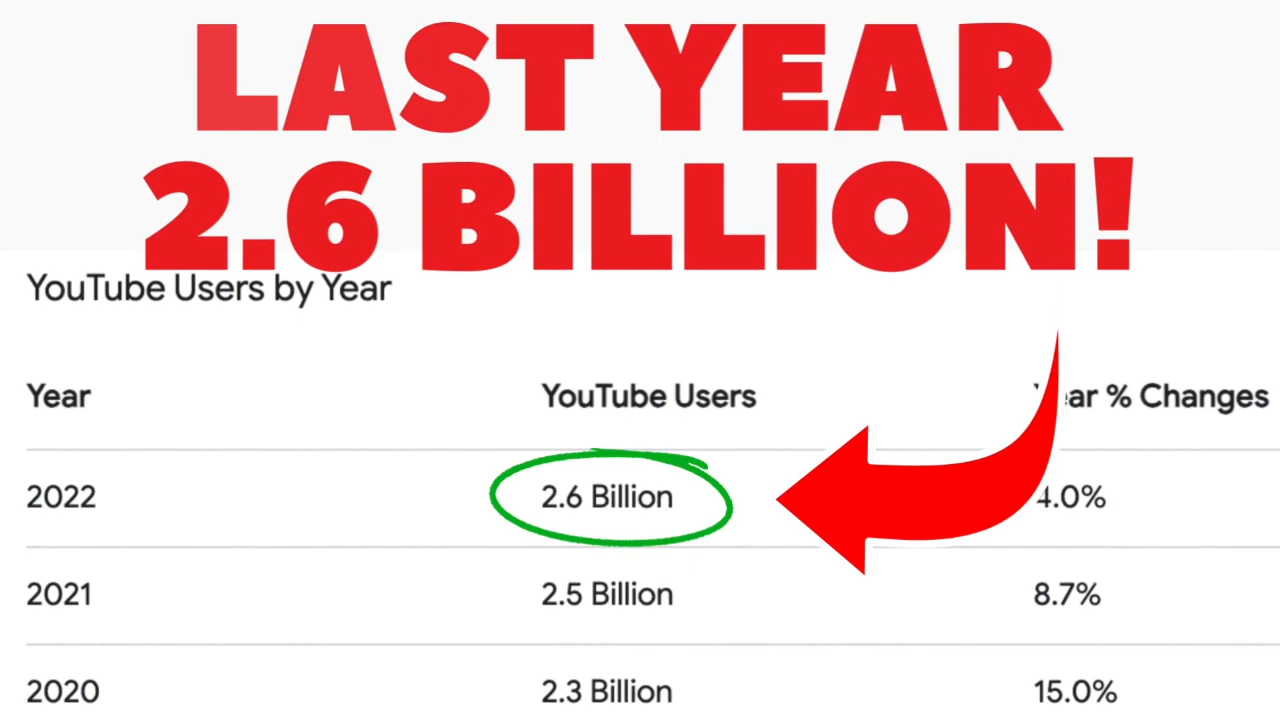 LAST YEAR
2.6 BILLION!
YouTube Users by Year
Year YouTube Users % Changes
2022 2.6 Billion 4.0%
2021 2.5 Billion 8.7%
2020 2.3 Billion 15.0%